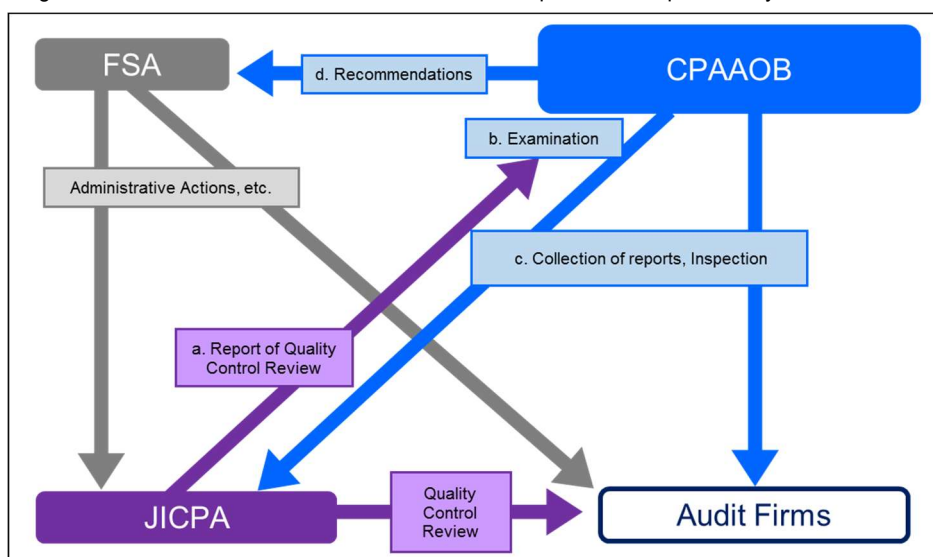 FSA
CPAAOB
d. Recommendations
b. Examination
Administrative Actions, etc.
c. Collection of reports, Inspection
a. Report of Quality
Control Review
JICPA
Quality
Control
Review
Audit Firms